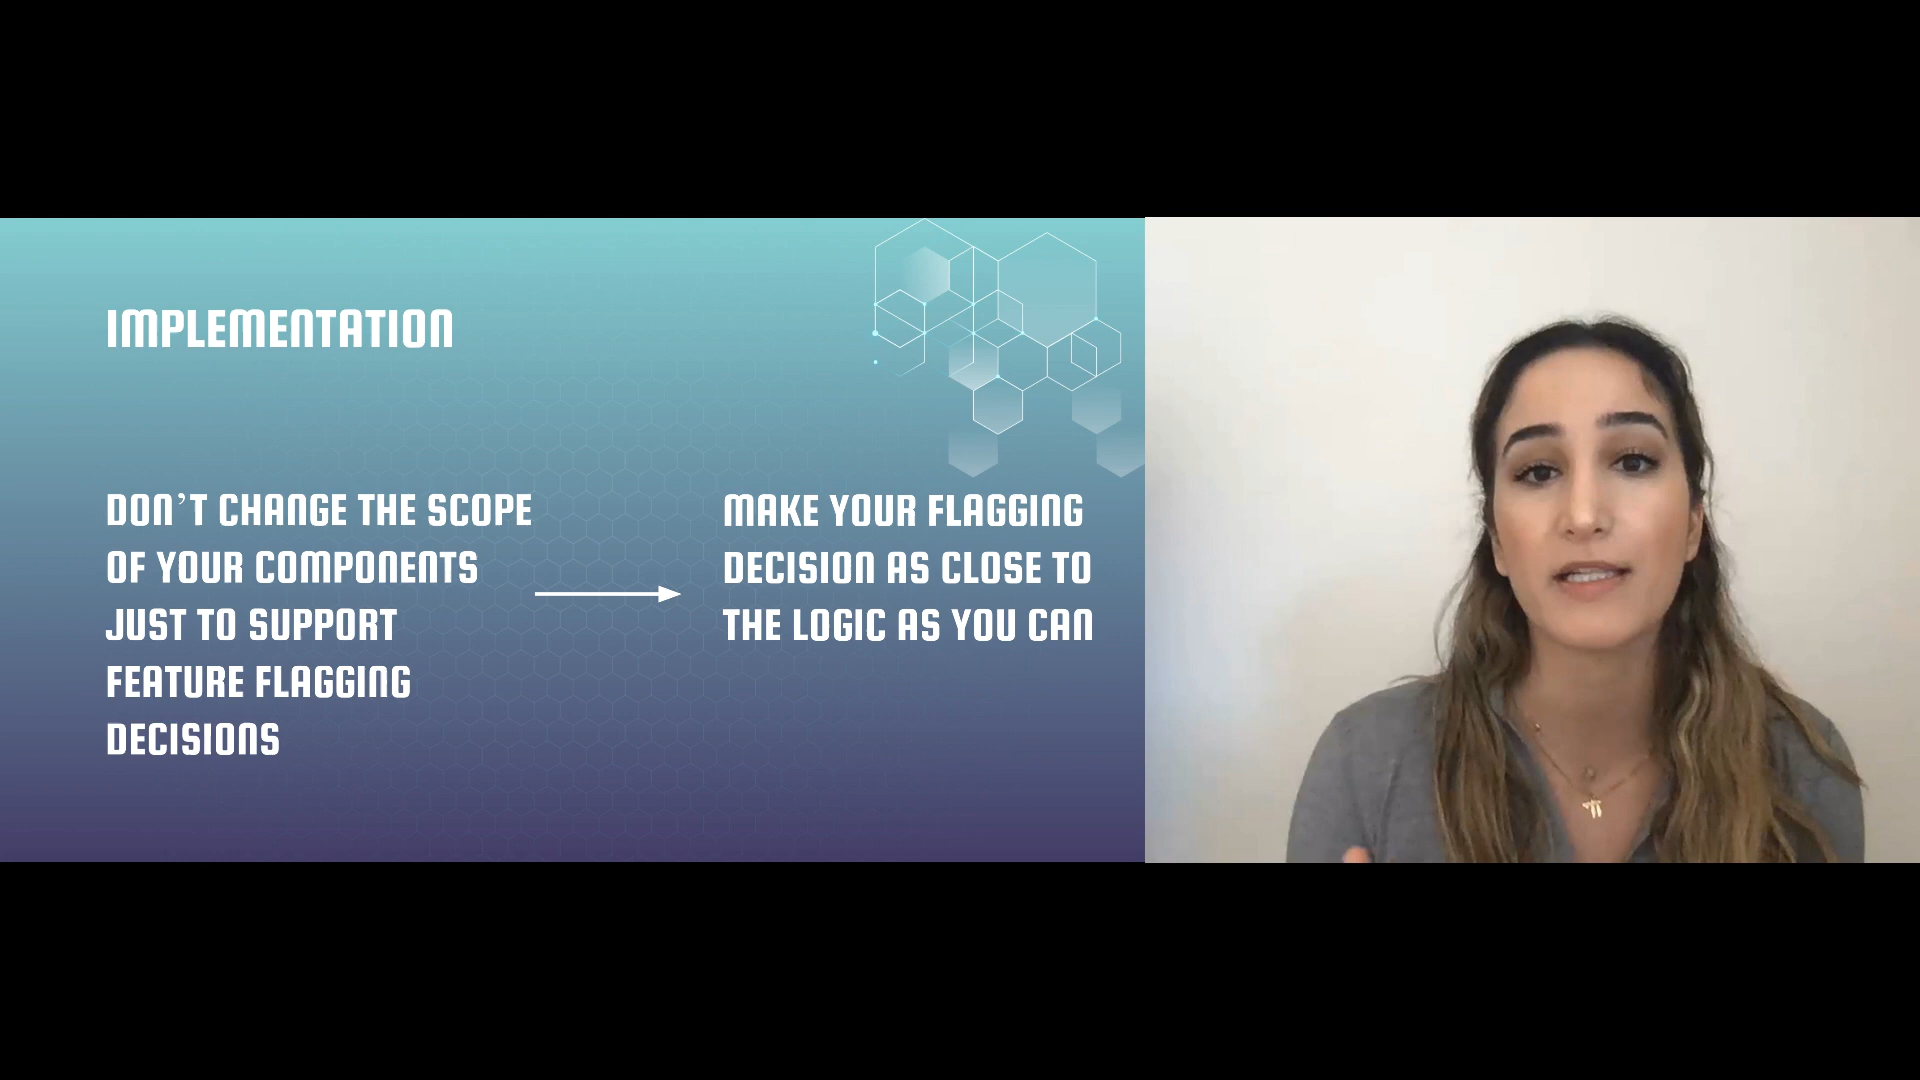 IMPLEMENTATION
DON'T CHANGE THE SCOPE
OF YOUR COMPONENTS
JUST TO SUPPORT
FEATURE FLAGGING
DECISIONS
MAKE YOUR FLAGGING
DECISION AS CLOSE TO
THE LOGIC AS YOU CAN